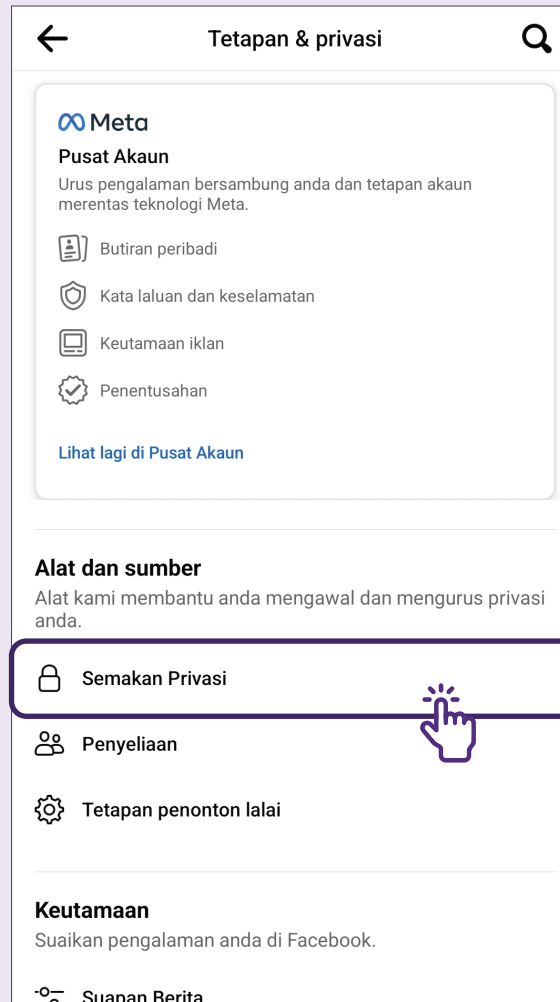 Tetapan & privasi
Meta
Pusat Akaun
Urus pengalaman bersambung anda dan tetapan akaun
merentas teknologi Meta.
Butiran peribadi
Kata laluan dan keselamatan
Keutamaan iklan
Penentusahan
Lihat lagi di Pusat Akaun
Alat dan sumber
Alat kami membantu anda mengawal dan mengurus privasi
anda.
Semakan Privasi
Penyeliaan
Tetapan penonton lalai
Keutamaan
Suaikan pengalaman anda di Facebook.
Suapan Berita